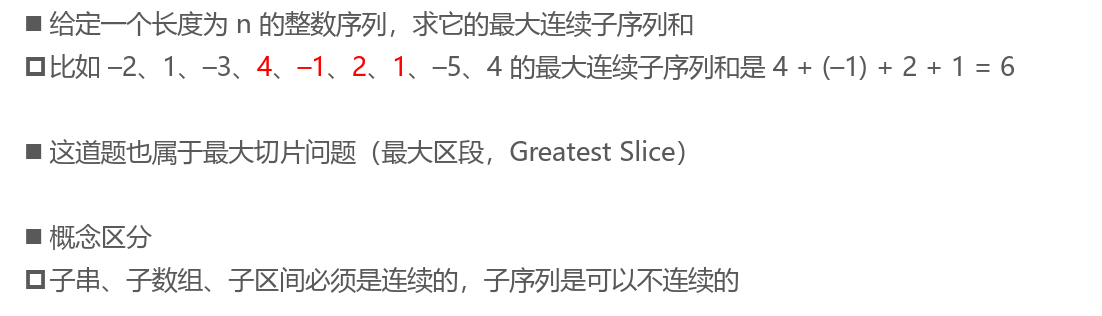 ■ 给定一个长度为 n 的整数序列，求它的最大连续子序列和
□ 比如 –2、1、–3、4、–1、2、1、–5、4 的最大连续子序列和是 4 + (–1) + 2 + 1 = 6
■ 这道题也属于最大切片问题（最大区段，Greatest Slice）
■ 概念区分
□ 子串、子数组、子区间必须是连续的，子序列是可以不连续的